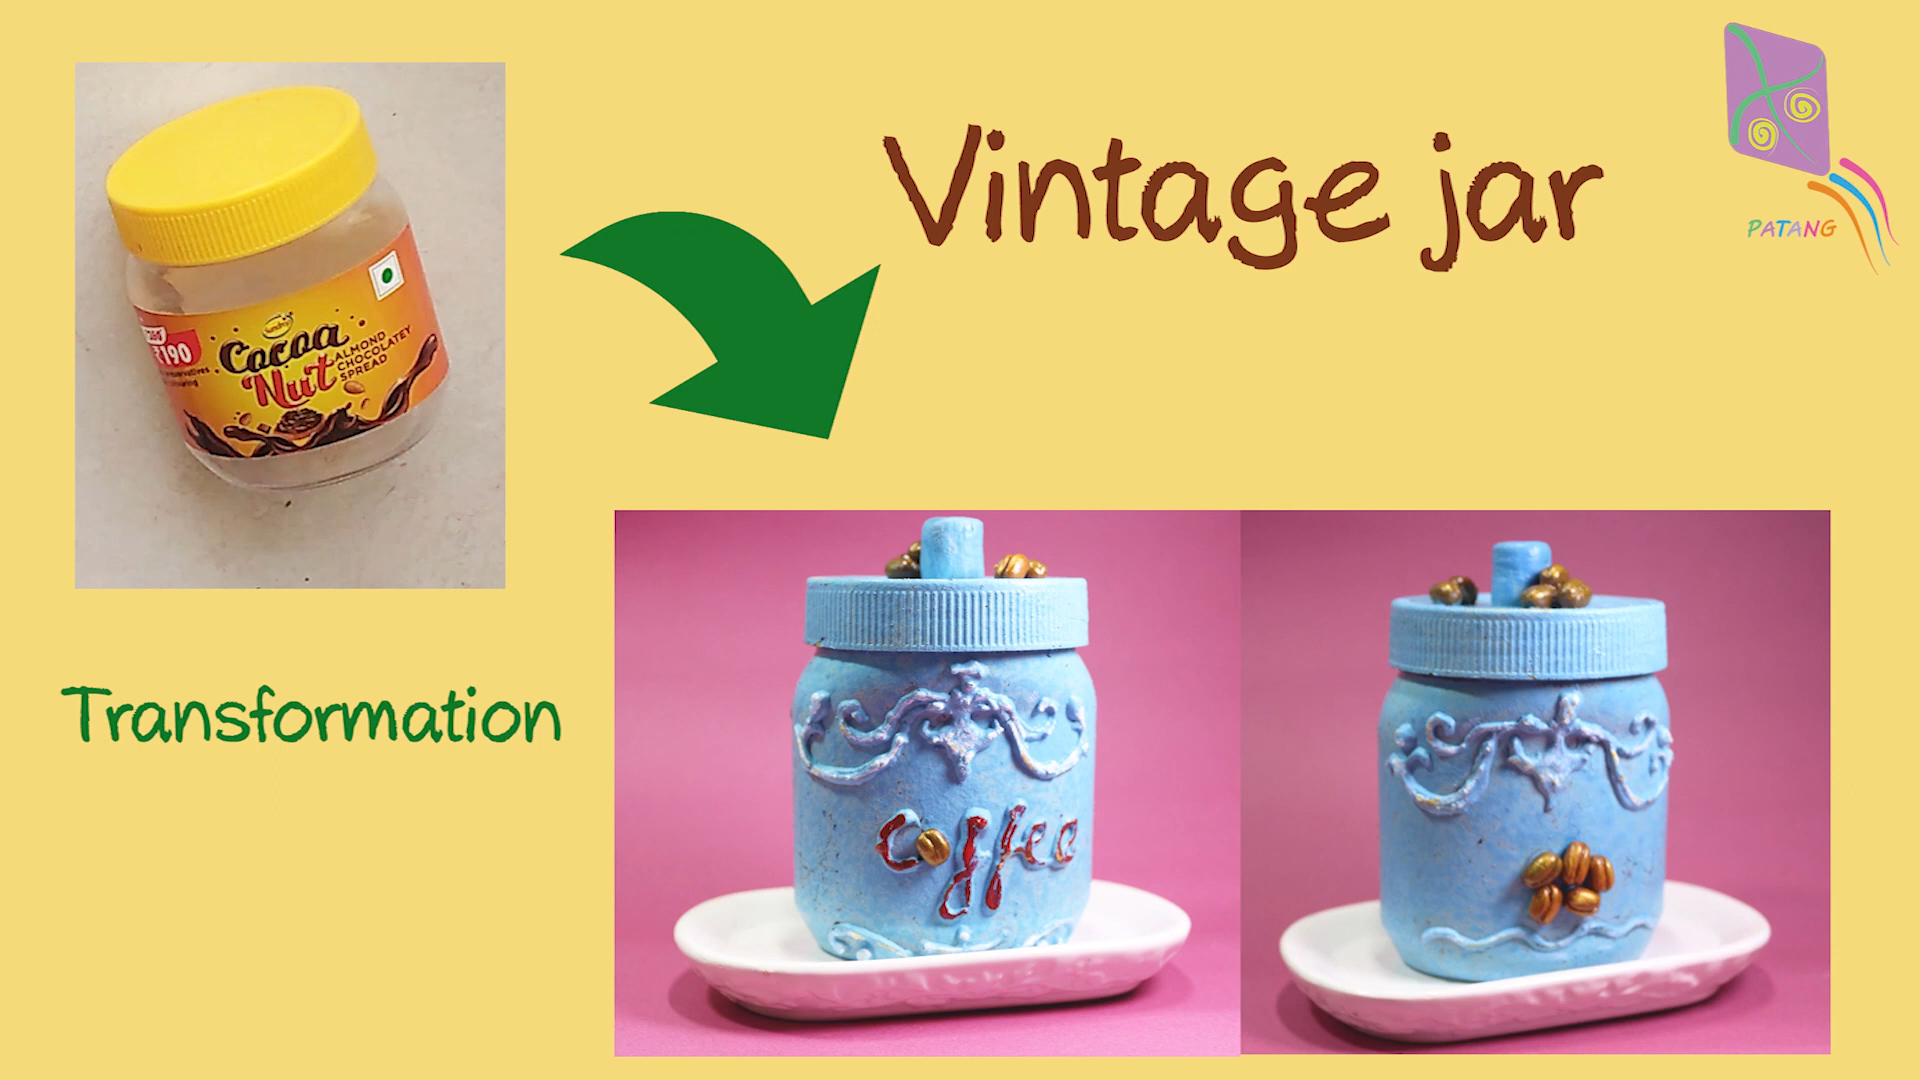 Vintage jar
PATANG
₹190
Cocoa
Nut
ALMOND
CHOCOLATEY
SPREAD
Transformation
coffee